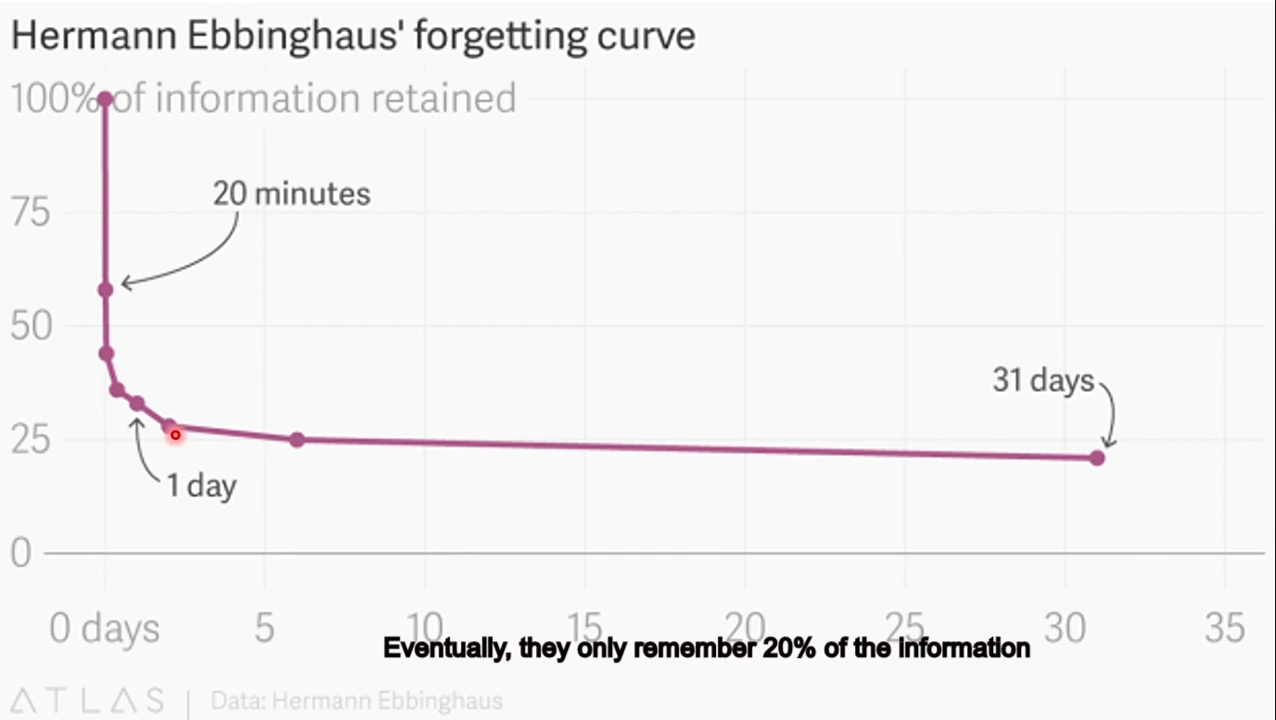 Hermann Ebbinghaus' forgetting curve
100% of information retained
20 minutes
75
50
31 days
25
1 day
0
0 days 5 10 15 20 25 30 35
Eventually, they only remember 20% of the information
ATLAS | Data: Hermann Ebbinghaus